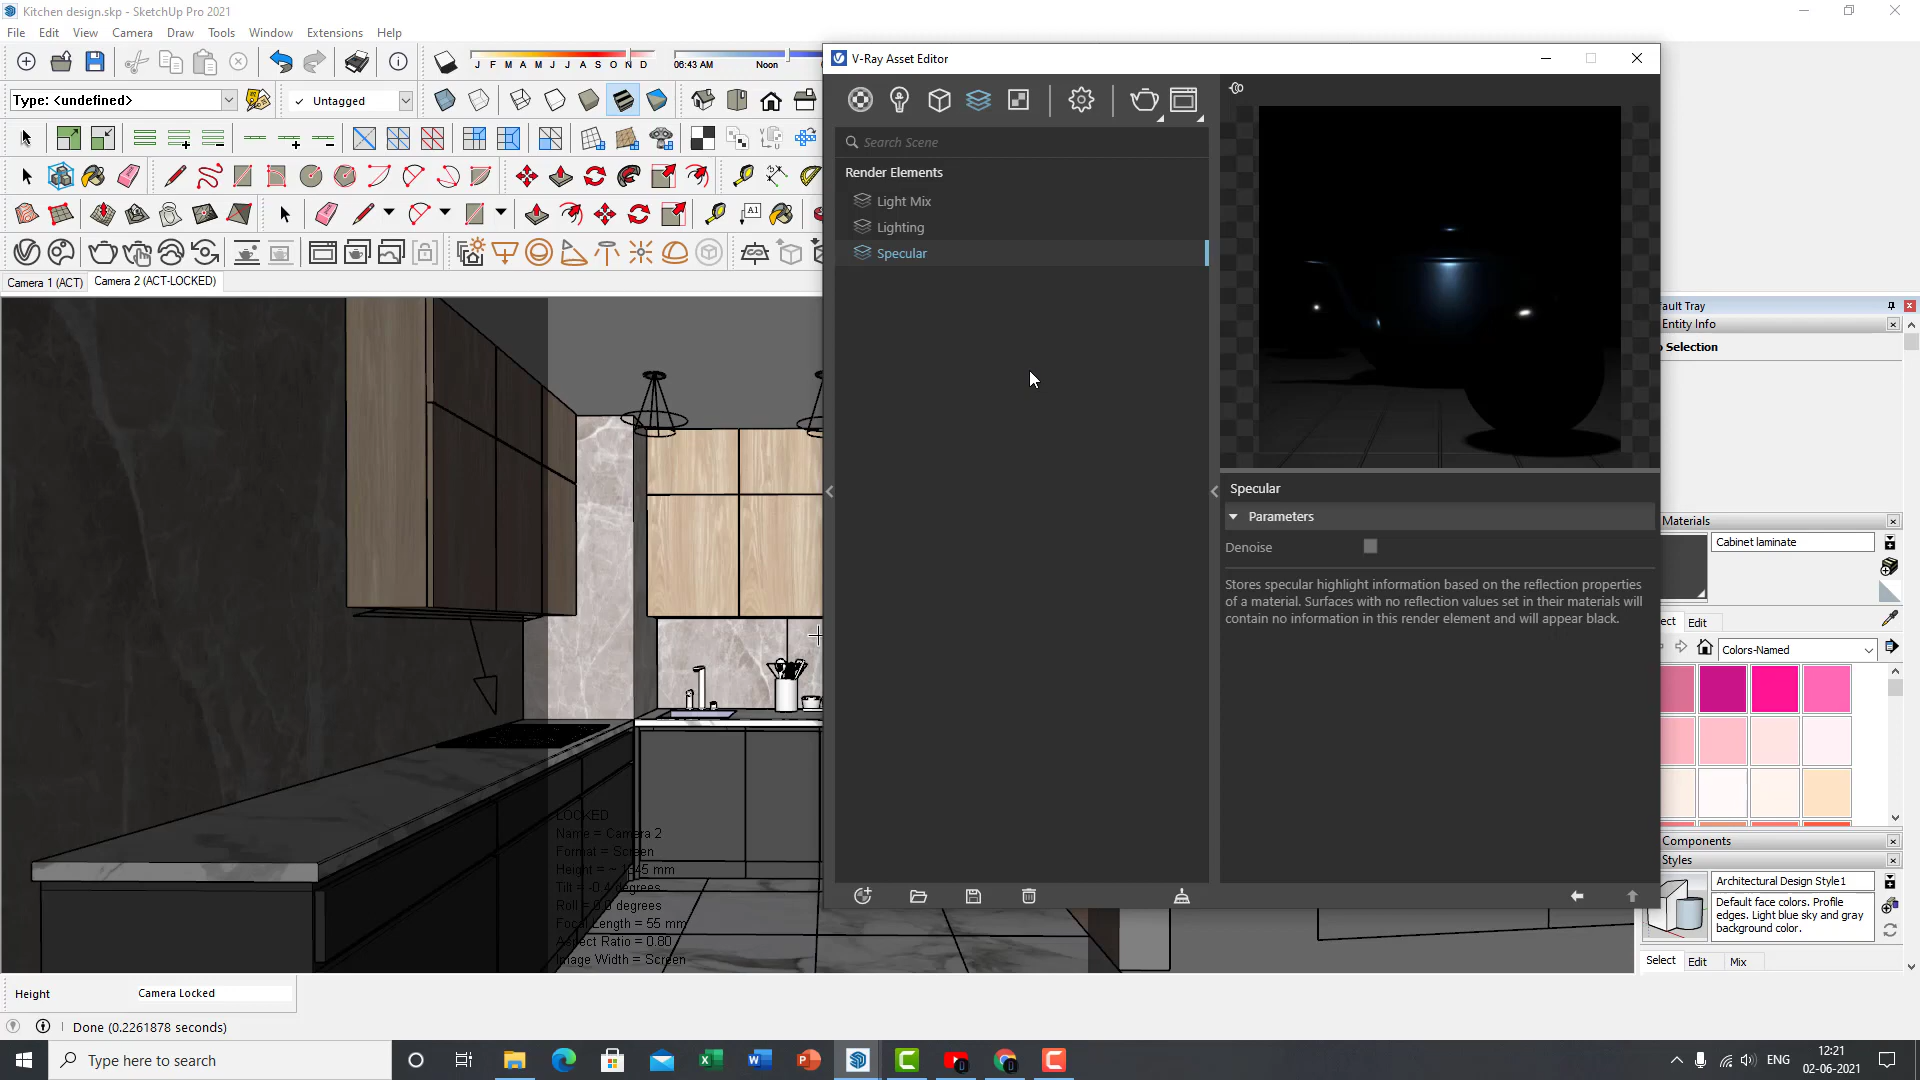 Kitchen design.skp - SketchUp Pro 2021
File Edit View Camera Draw Tools Window Extensions Help
J F M A M J J A S O N D
06:43 AM Noon
Type: <undefined>
✓ Untagged
A1
Camera 1 (ACT) Camera 2 (ACT-LOCKED)
V-Ray Asset Editor
Search Scene
Render Elements
Light Mix
Lighting
Specular
Specular
Parameters
Denoise
Stores specular highlight information based on the reflection properties
of a material. Surfaces with no reflection values set in their materials will
contain no information in this render element and will appear black.
LOCKED
Name = Camera 2
Format = Screen
Height = ~ 1345 mm
Tilt = -0.4 degrees
Roll = 0.0 degrees
Focal Length = 55 mm
Aspect Ratio = 0.80
Image Width = Screen
ault Tray
Entity Info
Selection
Materials
Cabinet laminate
ect Edit
Colors-Named
Components
Styles
Architectural Design Style1
Default face colors. Profile
edges. Light blue sky and gray
background color.
Select Edit Mix
Height Camera Locked
Done (0.2261878 seconds)
Type here to search
ENG
12:21
02-06-2021